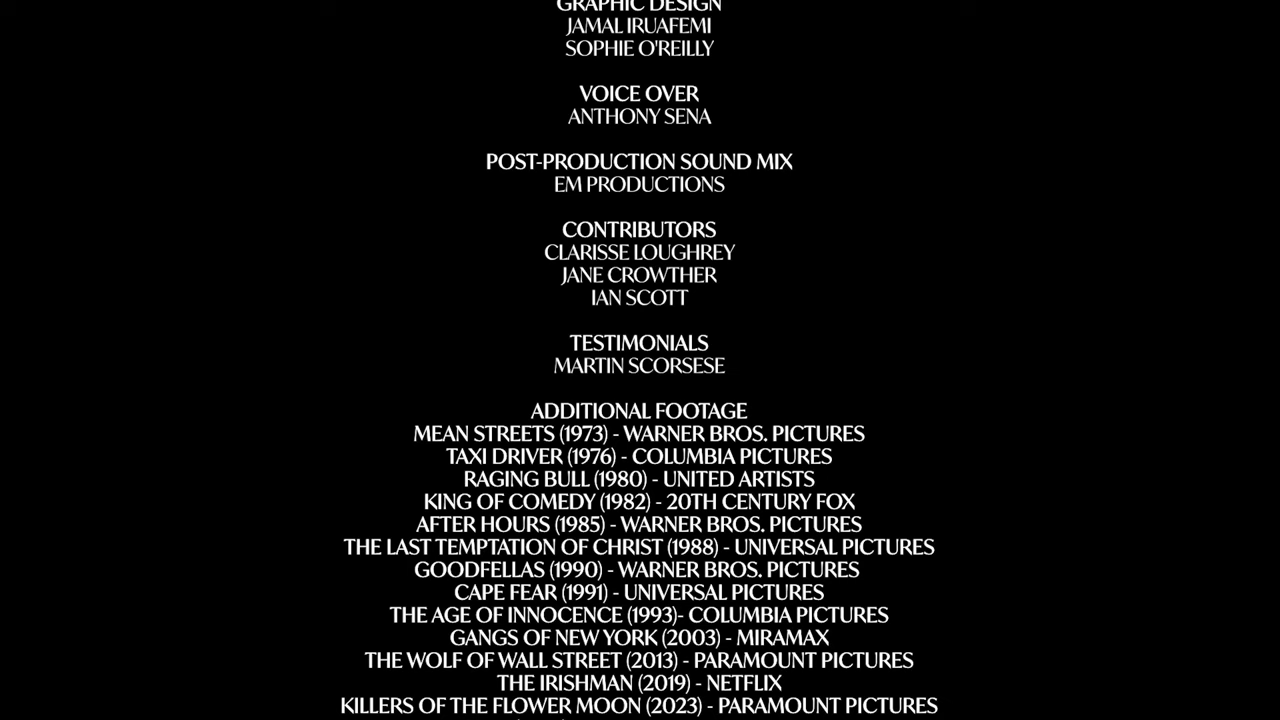 GRAPHIC DESIGN
JAMAL IRUAFEMI
SOPHIE O'REILLY
VOICE OVER
ANTHONY SENA
POST-PRODUCTION SOUND MIX
EM PRODUCTIONS
CONTRIBUTORS
CLARISSE LOUGHREY
JANE CROWTHER
IAN SCOTT
TESTIMONIALS
MARTIN SCORSESE
ADDITIONAL FOOTAGE
MEAN STREETS (1973) - WARNER BROS. PICTURES
TAXI DRIVER (1976) - COLUMBIA PICTURES
RAGING BULL (1980) - UNITED ARTISTS
KING OF COMEDY (1982) - 20TH CENTURY FOX
AFTER HOURS (1985) - WARNER BROS. PICTURES
THE LAST TEMPTATION OF CHRIST (1988) - UNIVERSAL PICTURES
GOODFELLAS (1990) - WARNER BROS. PICTURES
CAPE FEAR (1991) - UNIVERSAL PICTURES
THE AGE OF INNOCENCE (1993)- COLUMBIA PICTURES
GANGS OF NEW YORK (2003) - MIRAMAX
THE WOLF OF WALL STREET (2013) - PARAMOUNT PICTURES
THE IRISHMAN (2019) - NETFLIX
KILLERS OF THE FLOWER MOON (2023) - PARAMOUNT PICTURES